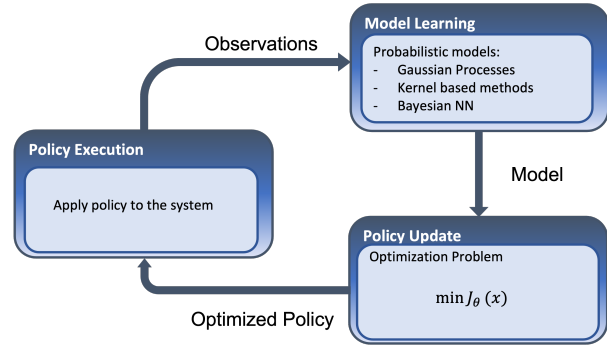 Model Learning
Probabilistic models:
- Gaussian Processes
- Kernel based methods
- Bayesian NN
Observations
Policy Execution
Apply policy to the system
Model
Policy Update
Optimization Problem
min J_θ (x)
Optimized Policy